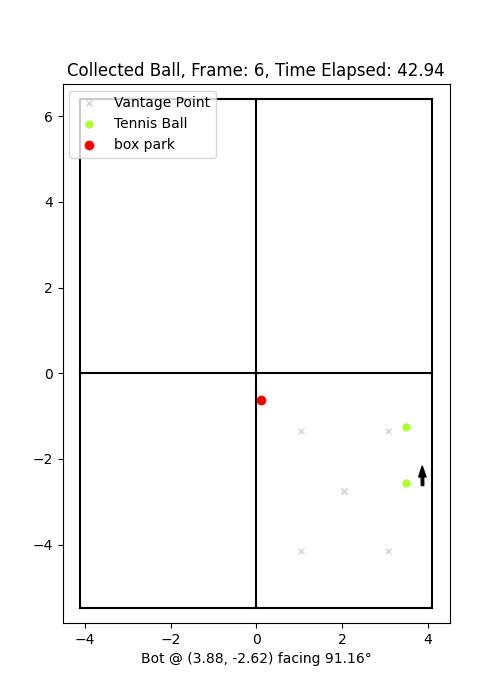 Collected Ball, Frame: 6, Time Elapsed: 42.94
Vantage Point
Tennis Ball
box park
6
4
2
0
−2
−4
−4 −2 0 2 4
Bot @ (3.88, -2.62) facing 91.16°